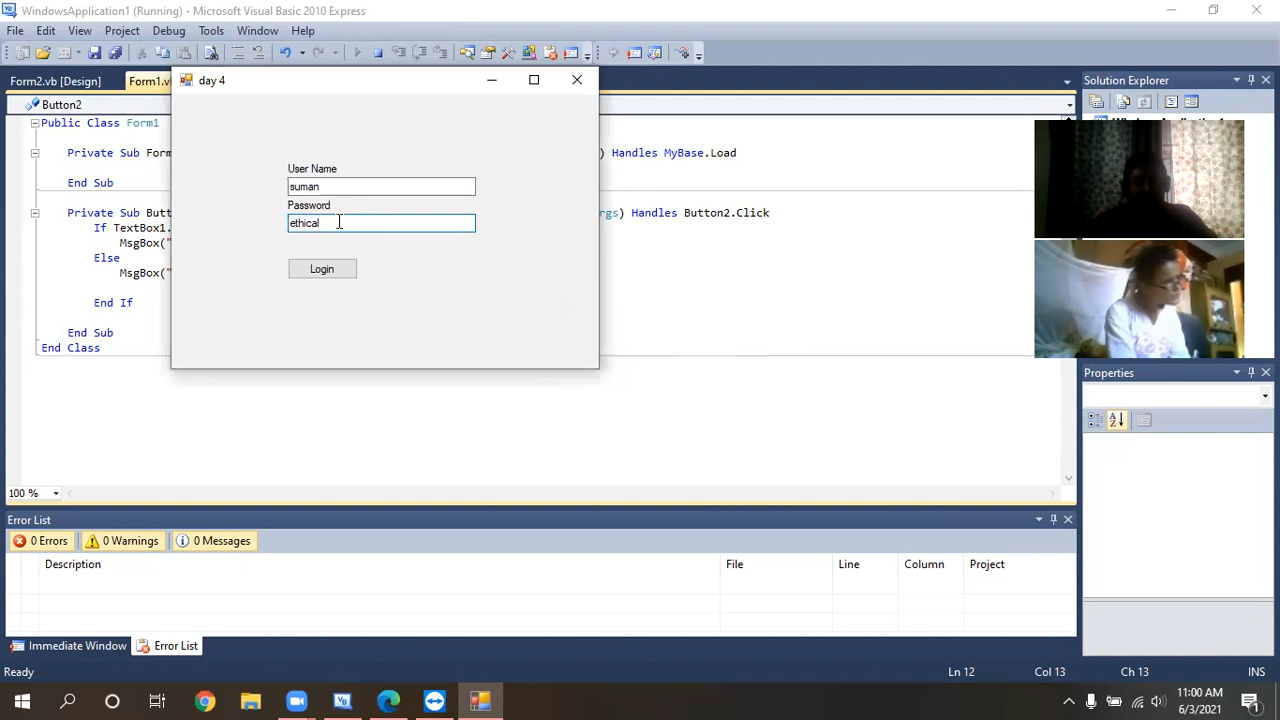 WindowsApplication1 (Running) - Microsoft Visual Basic 2010 Express
File Edit View Project Debug Tools Window Help
Form2.vb [Design] Form1.vb
day 4
Solution Explorer
Button2
Public Class Form1
Private Sub Form ) Handles MyBase.Load
End Sub
User Name
suman
Password
ethical
Login
Private Sub Butt rgs) Handles Button2.Click
If TextBox1.
MsgBox("
Else
MsgBox("
End If
End Sub
End Class
Properties
100 %
Error List
0 Errors 0 Warnings 0 Messages
Description File Line Column Project
Immediate Window Error List
Ready Ln 12 Col 13 Ch 13 INS
11:00 AM
6/3/2021